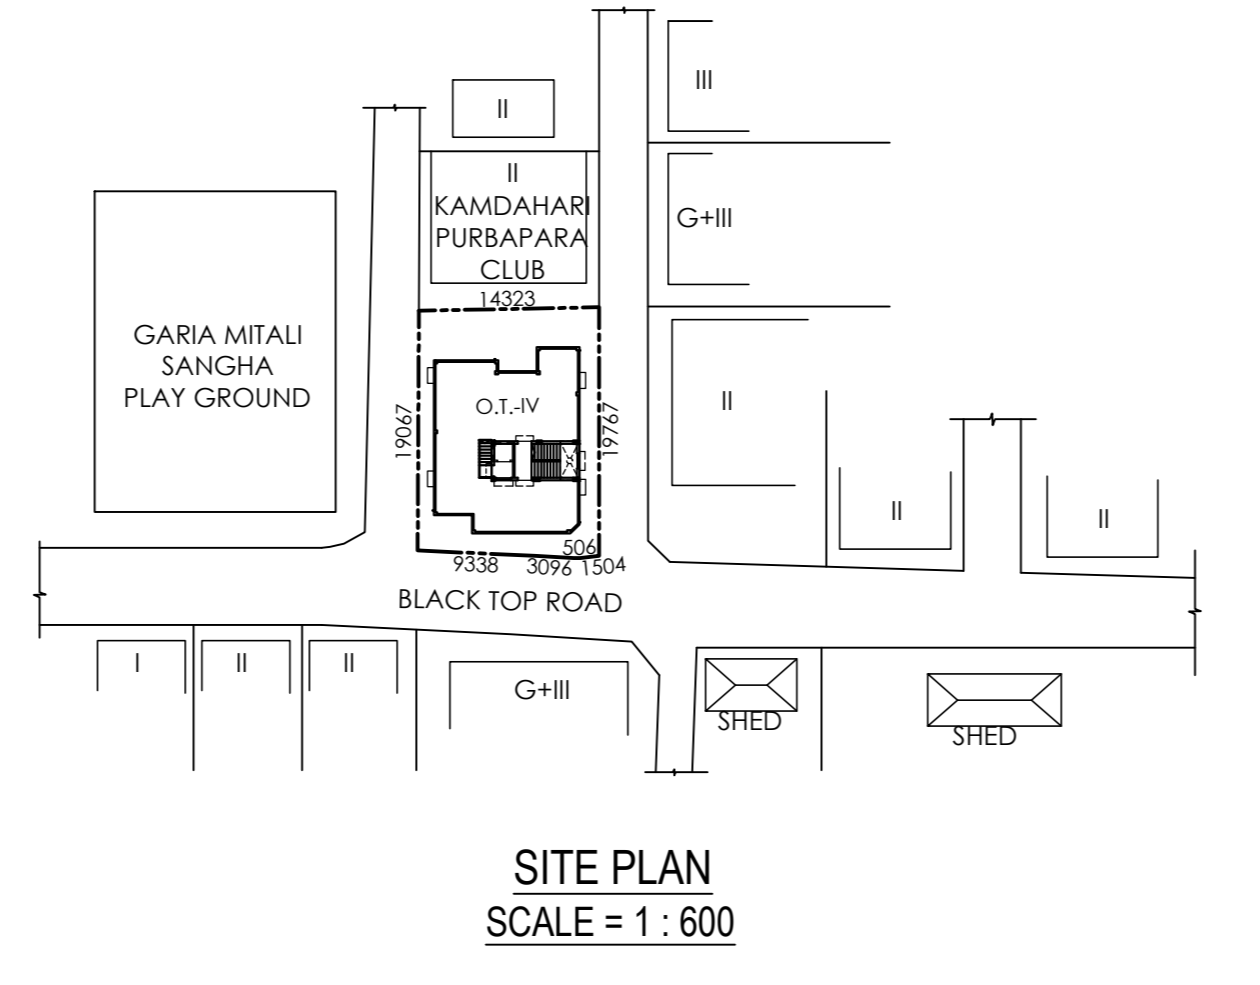 III
II
II
KAMDAHARI
PURBAPARA
CLUB
G+III
14323
GARIA MITALI
SANGHA
PLAY GROUND
O.T.-IV
19067
19767
II
II
II
506
9338
3096
1504
BLACK TOP ROAD
I
II
II
G+III
SHED
SHED
SITE PLAN
SCALE = 1 : 600